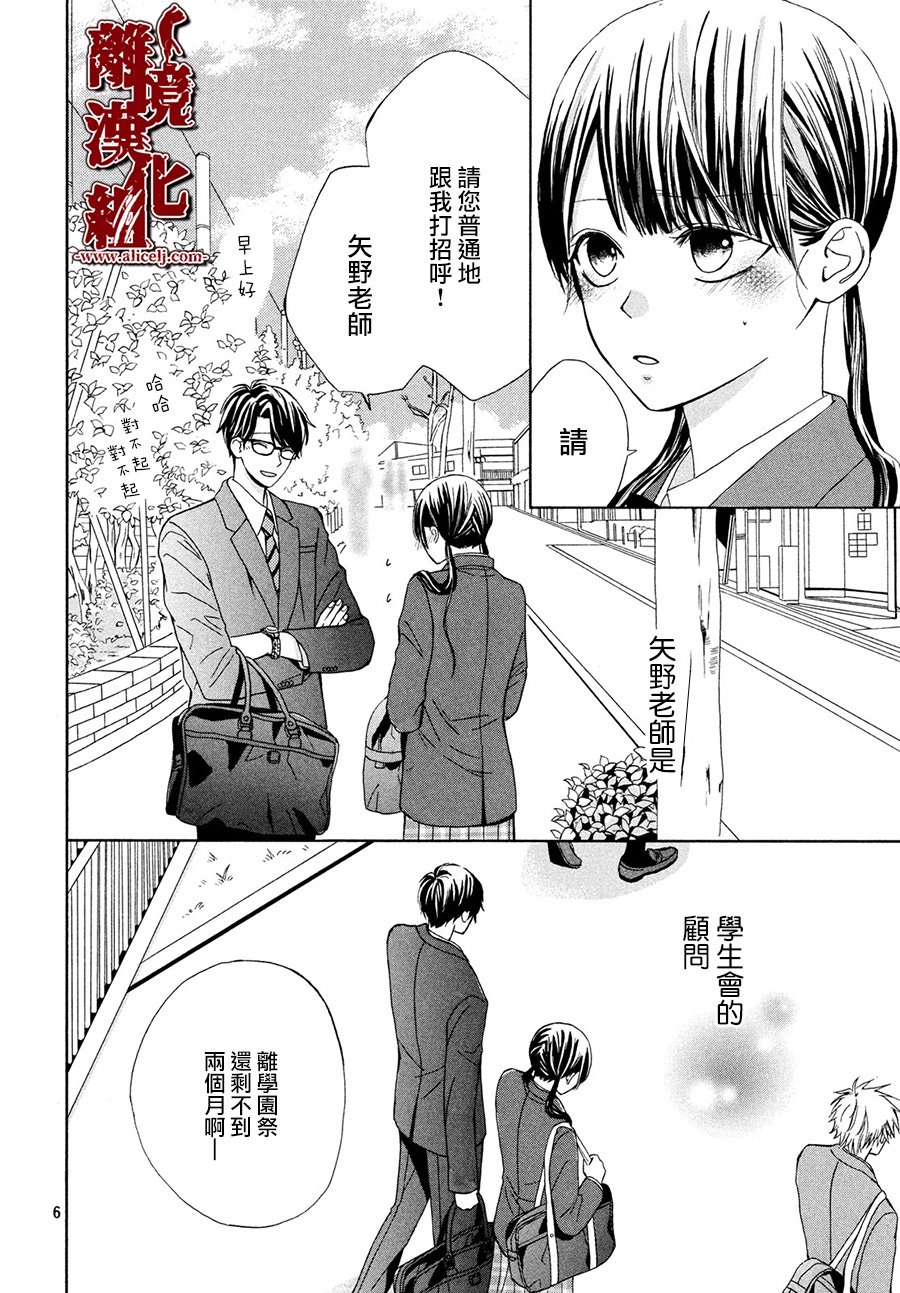 請
請您普通地
跟我打招呼！
矢野老師
早上好
哈哈
對不起
對不起
矢野老師是
學生會的
顧問
離學園祭
還剩不到
兩個月啊—
離境漢化組
-www.alicelj.com-
6